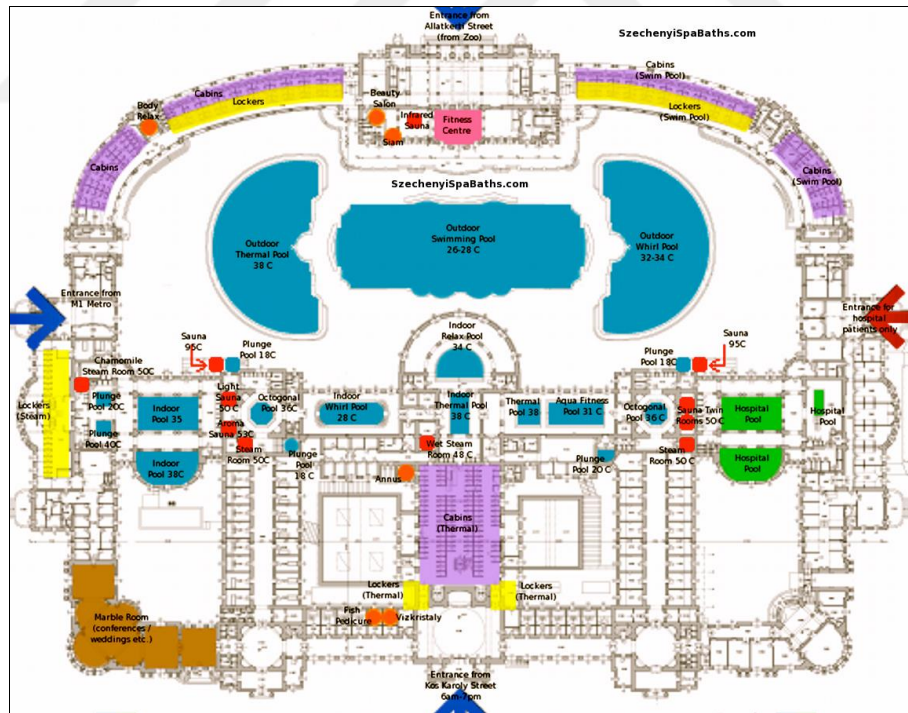 Entrance from
Allatkerti Street
(from Zoo)
SzechenyiSpaBaths.com
Cabins
(Swim Pool)
Cabins
Lockers
Lockers
(Swim Pool)
Body
Relax
Beauty
Salon
Infrared
Sauna
Siam
Fitness
Centre
Cabins
Cabins
(Swim Pool)
SzechenyiSpaBaths.com
Outdoor
Thermal Pool
38 C
Outdoor
Swimming Pool
26-28 C
Outdoor
Whirl Pool
32-34 C
Entrance from
M1 Metro
Entrance for
hospital
patients only
Indoor
Relax Pool
34 C
Sauna
95C
Plunge
Pool 18C
Plunge
Pool 18C
Sauna
95C
Chamomile
Steam Room 50C
Lockers
(Steam)
Plunge
Pool 20C
Plunge
Pool 40C
Indoor
Pool 35
Indoor
Pool 38C
Light
Sauna
50 C
Aroma
Sauna 53C
Steam
Room 50C
Octogonal
Pool 36C
Plunge
Pool
18 C
Indoor
Whirl Pool
28 C
Indoor
Thermal Pool
38 C
Wet Steam
Room 48 C
Thermal
Pool 38
Aqua Fitness
Pool 31 C
Octogonal
Pool 36 C
Sauna Twin
Rooms 50 C
Steam
Room 50 C
Plunge
Pool 20 C
Hospital
Pool
Hospital
Pool
Hospital
Pool
Annus
Cabins
(Thermal)
Lockers
(Thermal)
Lockers
(Thermal)
Fish
Pedicure
Vizkristaly
Marble Room
(conferences /
weddings etc.)
Entrance from
Kos Karoly Street
6am-7pm